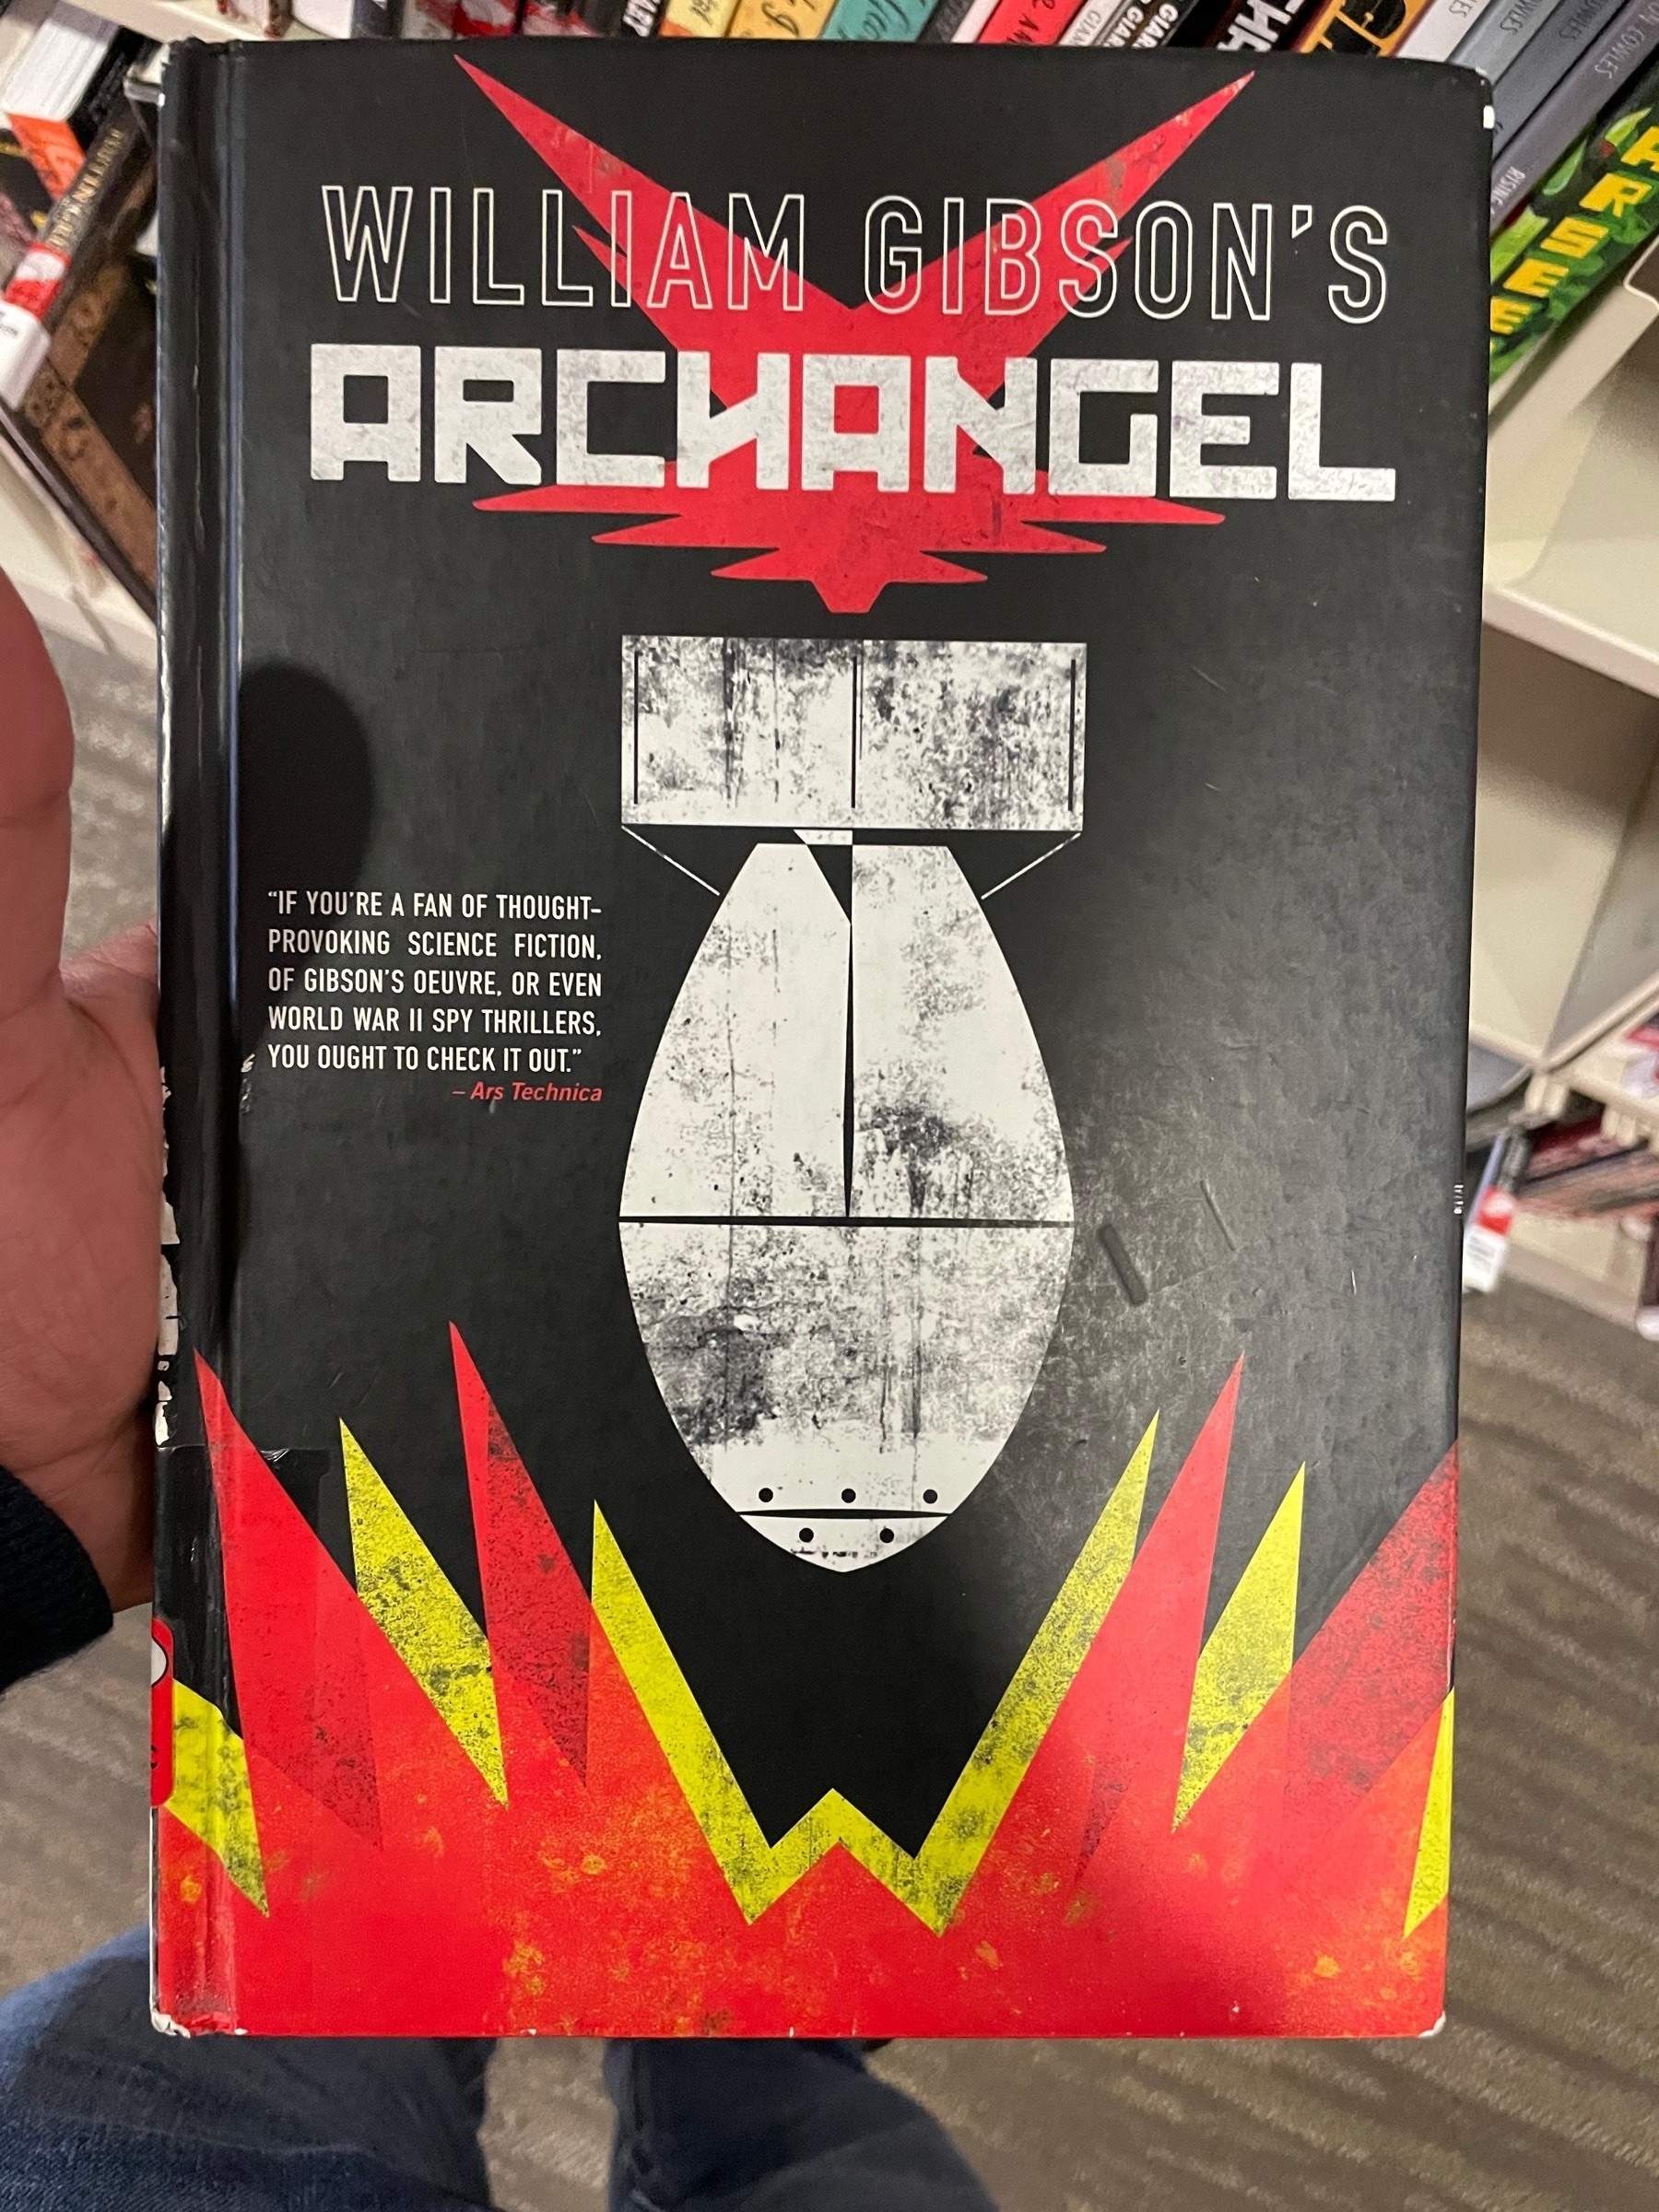 WILLIAM GIBSON'S
ARCHANGEL
“IF YOU'RE A FAN OF THOUGHT-
PROVOKING SCIENCE FICTION,
OF GIBSON'S OEUVRE, OR EVEN
WORLD WAR II SPY THRILLERS,
YOU OUGHT TO CHECK IT OUT.”
– Ars Technica